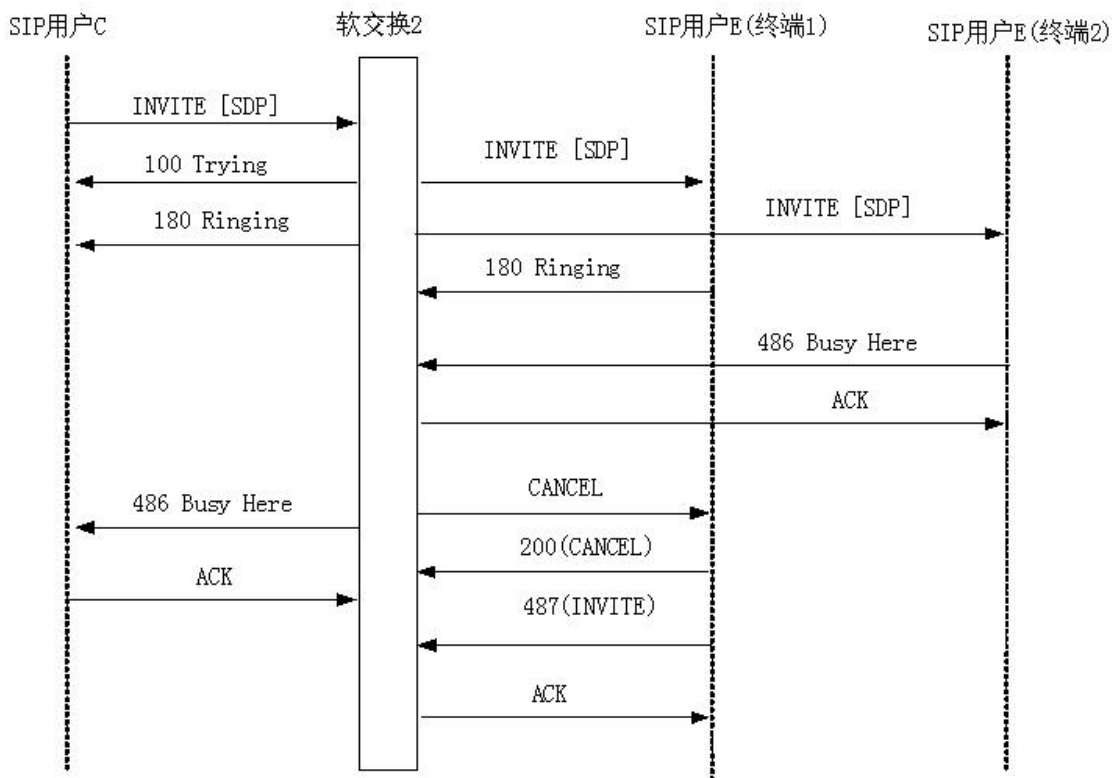 SIP用户C
软交换2
SIP用户E(终端1)
SIP用户E(终端2)
INVITE [SDP]
INVITE [SDP]
100 Trying
INVITE [SDP]
180 Ringing
180 Ringing
486 Busy Here
ACK
CANCEL
486 Busy Here
200(CANCEL)
ACK
487(INVITE)
ACK